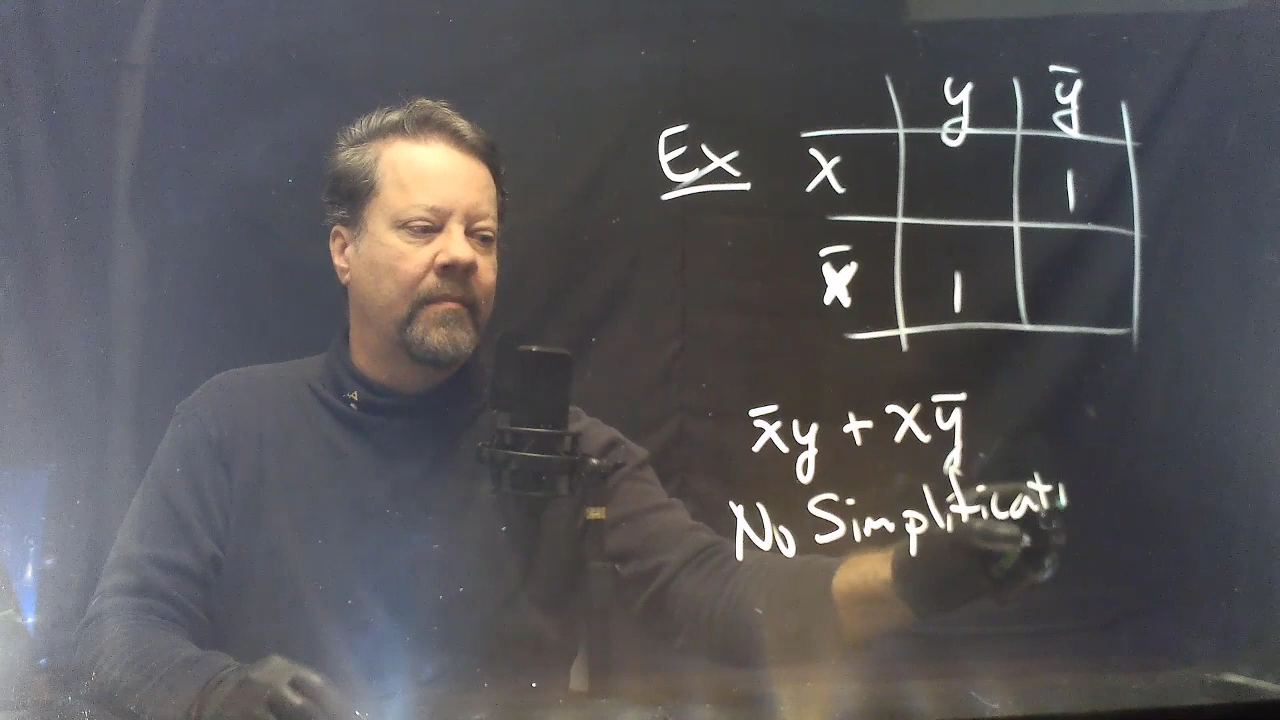 y ȳ
Ex x 1
x̄ 1
x̄y + xȳ
No Simplificati